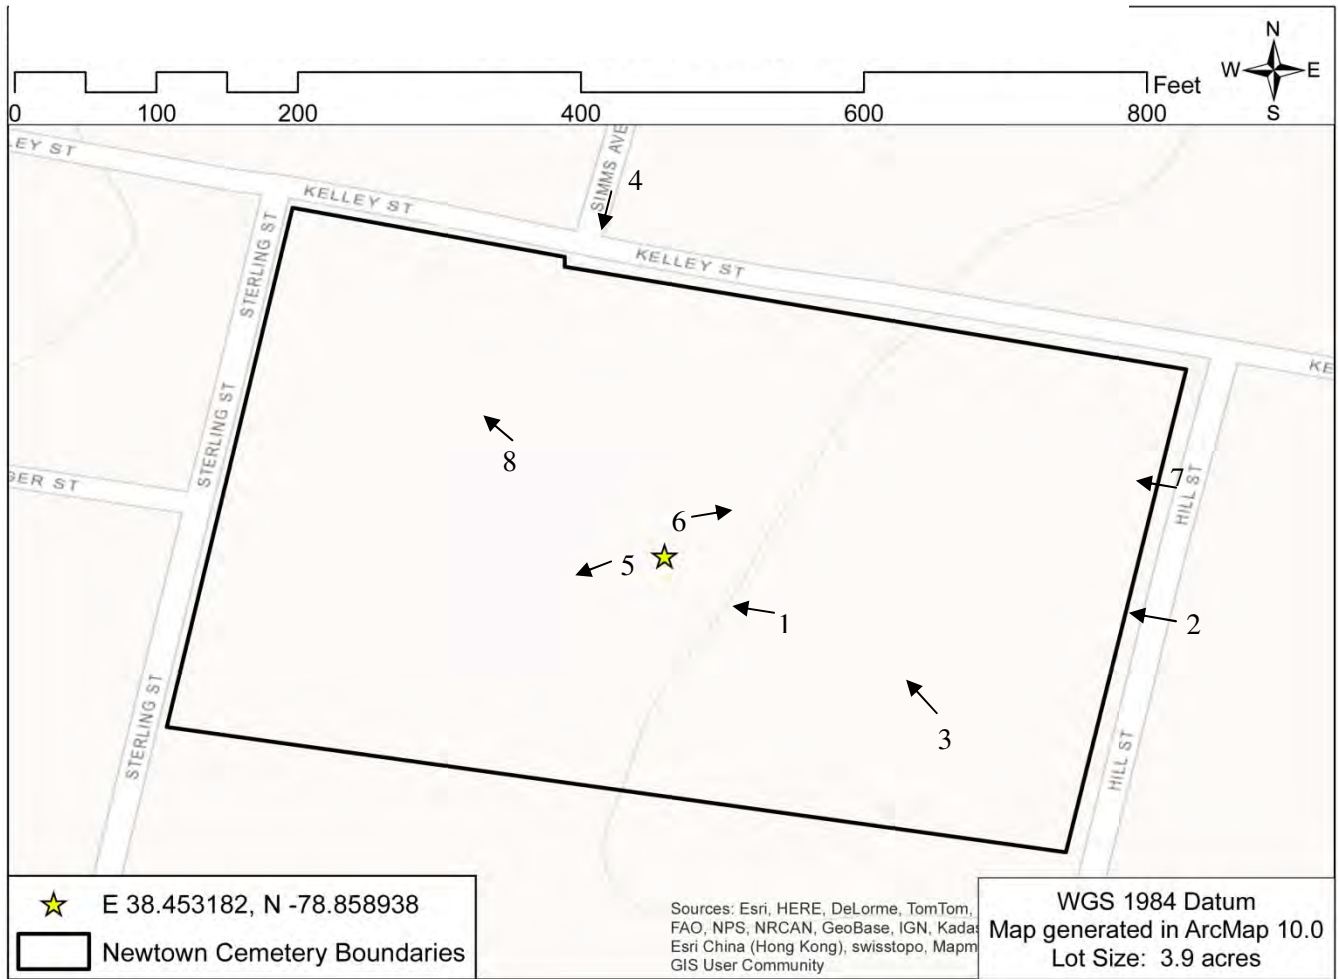 N
W E
S
Feet
0 100 200 400 600 800
EY ST
SIMMS AVE
4
KELLEY ST
STERLING ST
KELLEY ST
KE
STERLING ST
8
GER ST
7
HILL ST
6
5
1
2
STERLING ST
3
HILL ST
E 38.453182, N -78.858938
Newtown Cemetery Boundaries
Sources: Esri, HERE, DeLorme, TomTom,
FAO, NPS, NRCAN, GeoBase, IGN, Kadas
Esri China (Hong Kong), swisstopo, Mapm
GIS User Community
WGS 1984 Datum
Map generated in ArcMap 10.0
Lot Size: 3.9 acres